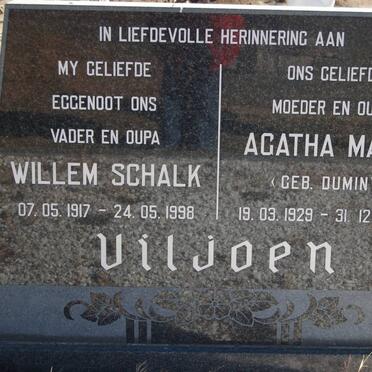 IN LIEFDEVOLLE HERINNERING AAN
MY GELIEFDE
EGGENOOT ONS
VADER EN OUPA
WILLEM SCHALK
07.05.1917 - 24.05.1998
ONS GELIEFD
MOEDER EN OU
AGATHA MA
(GEB. DUMIN
19.03.1929 - 31.12
Viljoen